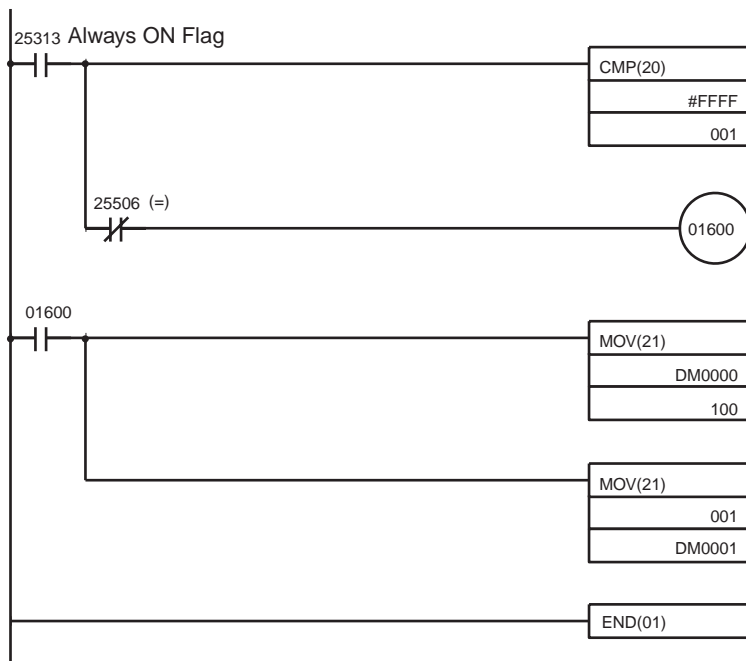 25313 Always ON Flag
CMP(20)
#FFFF
001
25506 (=)
01600
01600
MOV(21)
DM0000
100
MOV(21)
001
DM0001
END(01)